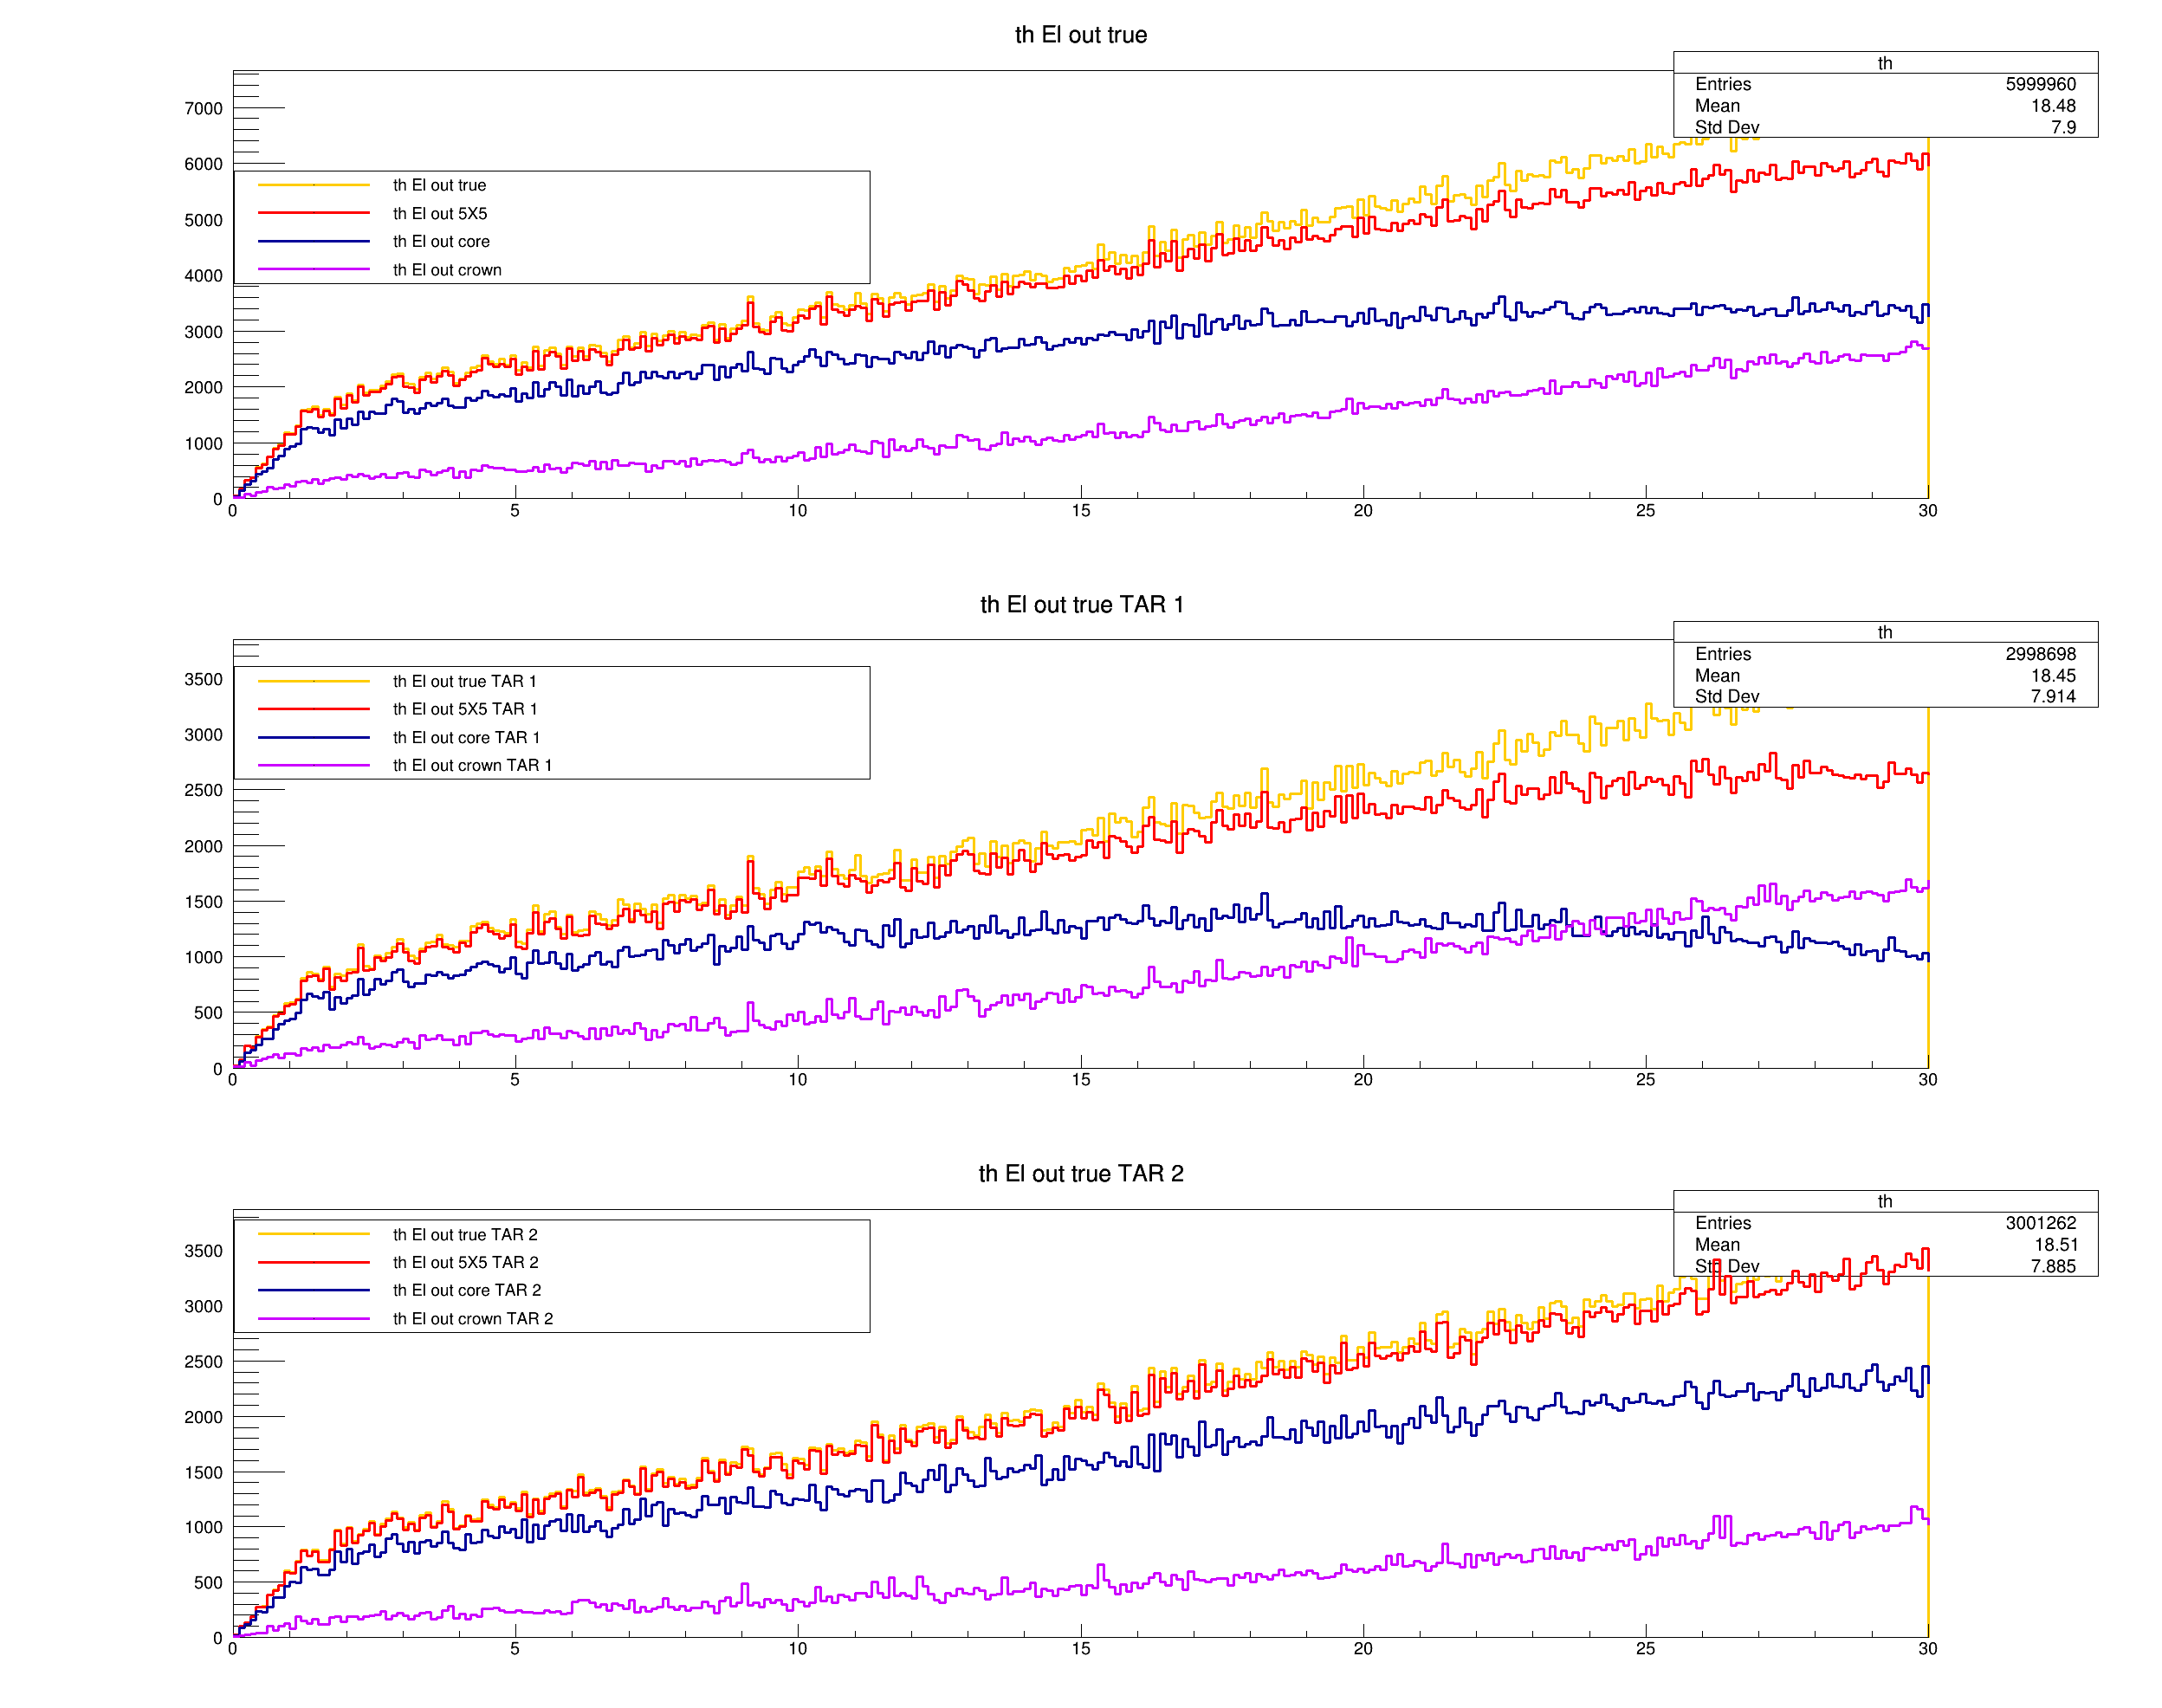 th El out true
th
Entries 5999960
Mean 18.48
Std Dev 7.9
7000
6000
5000
4000
3000
2000
1000
0
th El out true
th El out 5X5
th El out core
th El out crown
0 5 10 15 20 25 30
th El out true TAR 1
th
Entries 2998698
Mean 18.45
Std Dev 7.914
3500
3000
2500
2000
1500
1000
500
0
th El out true TAR 1
th El out 5X5 TAR 1
th El out core TAR 1
th El out crown TAR 1
0 5 10 15 20 25 30
th El out true TAR 2
th
Entries 3001262
Mean 18.51
Std Dev 7.885
3500
3000
2500
2000
1500
1000
500
0
th El out true TAR 2
th El out 5X5 TAR 2
th El out core TAR 2
th El out crown TAR 2
0 5 10 15 20 25 30